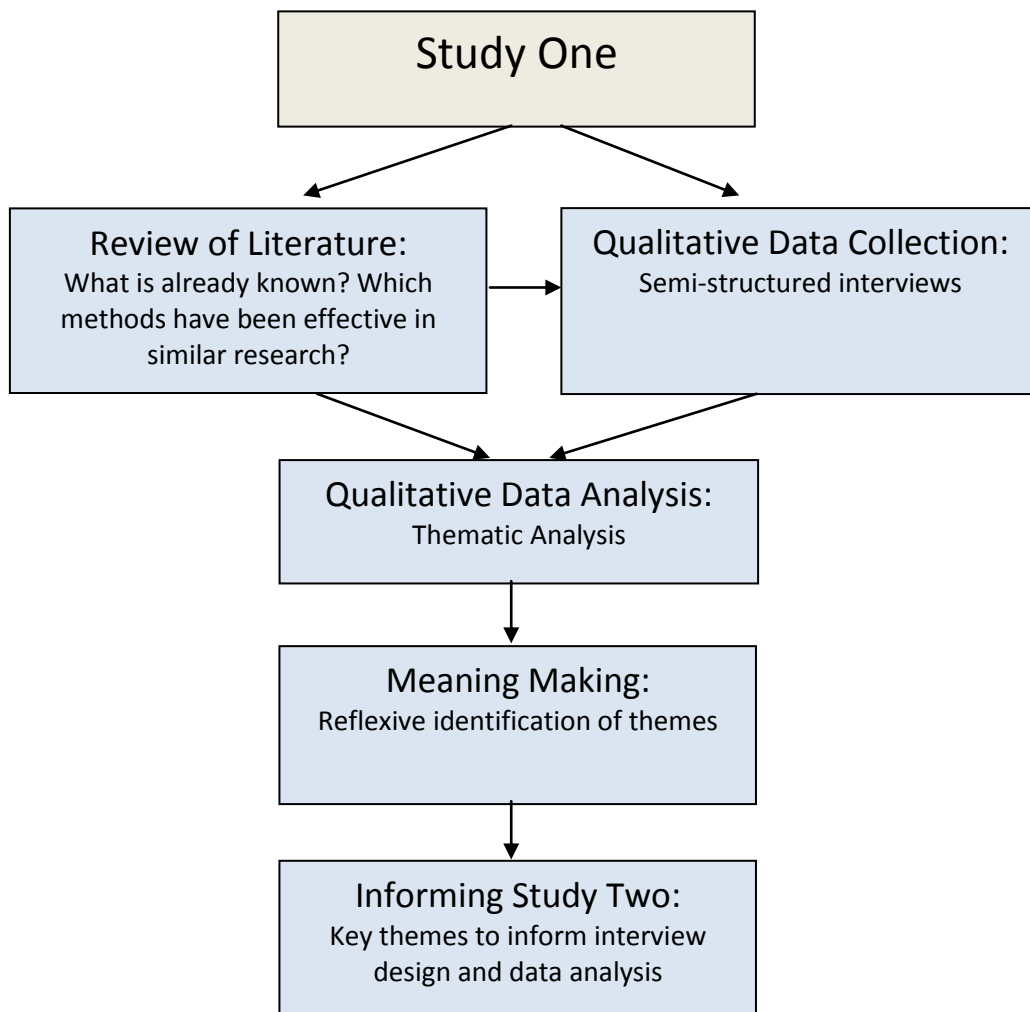 Study One
Review of Literature:
What is already known? Which
methods have been effective in
similar research?
Qualitative Data Collection:
Semi-structured interviews
Qualitative Data Analysis:
Thematic Analysis
Meaning Making:
Reflexive identification of themes
Informing Study Two:
Key themes to inform interview
design and data analysis